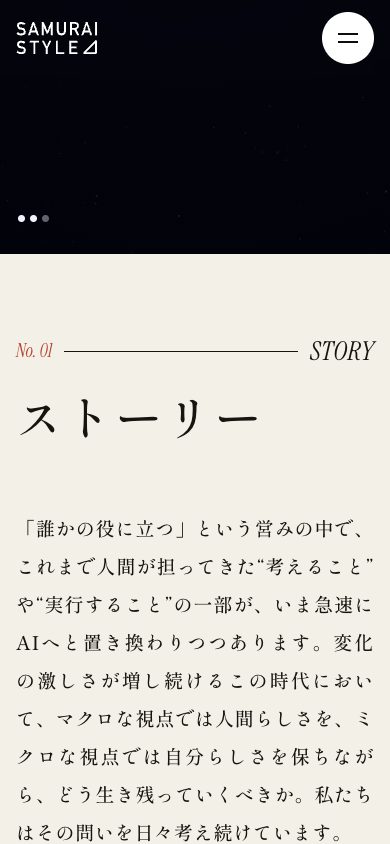 SAMURAI
STYLE
No. 01
STORY
ストーリー
「誰かの役に立つ」という営みの中で、
これまで人間が担ってきた“考えること”
や“実行すること”の一部が、いま急速に
AIへと置き換わりつつあります。変化
の激しさが増し続けるこの時代におい
て、マクロな視点では人間らしさを、ミ
クロな視点では自分らしさを保ちなが
ら、どう生き残っていくべきか。私たち
はその問いを日々考え続けています。